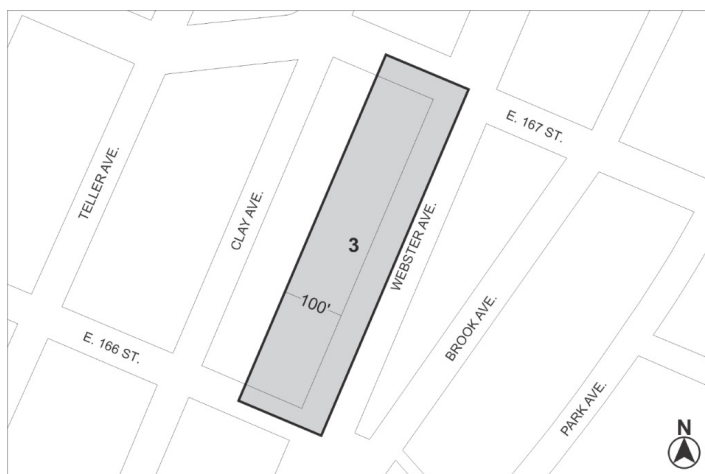 E. 167 ST.
TELLER AVE.
CLAY AVE.
3
WEBSTER AVE.
100'
E. 166 ST.
BROOK AVE.
PARK AVE.
N